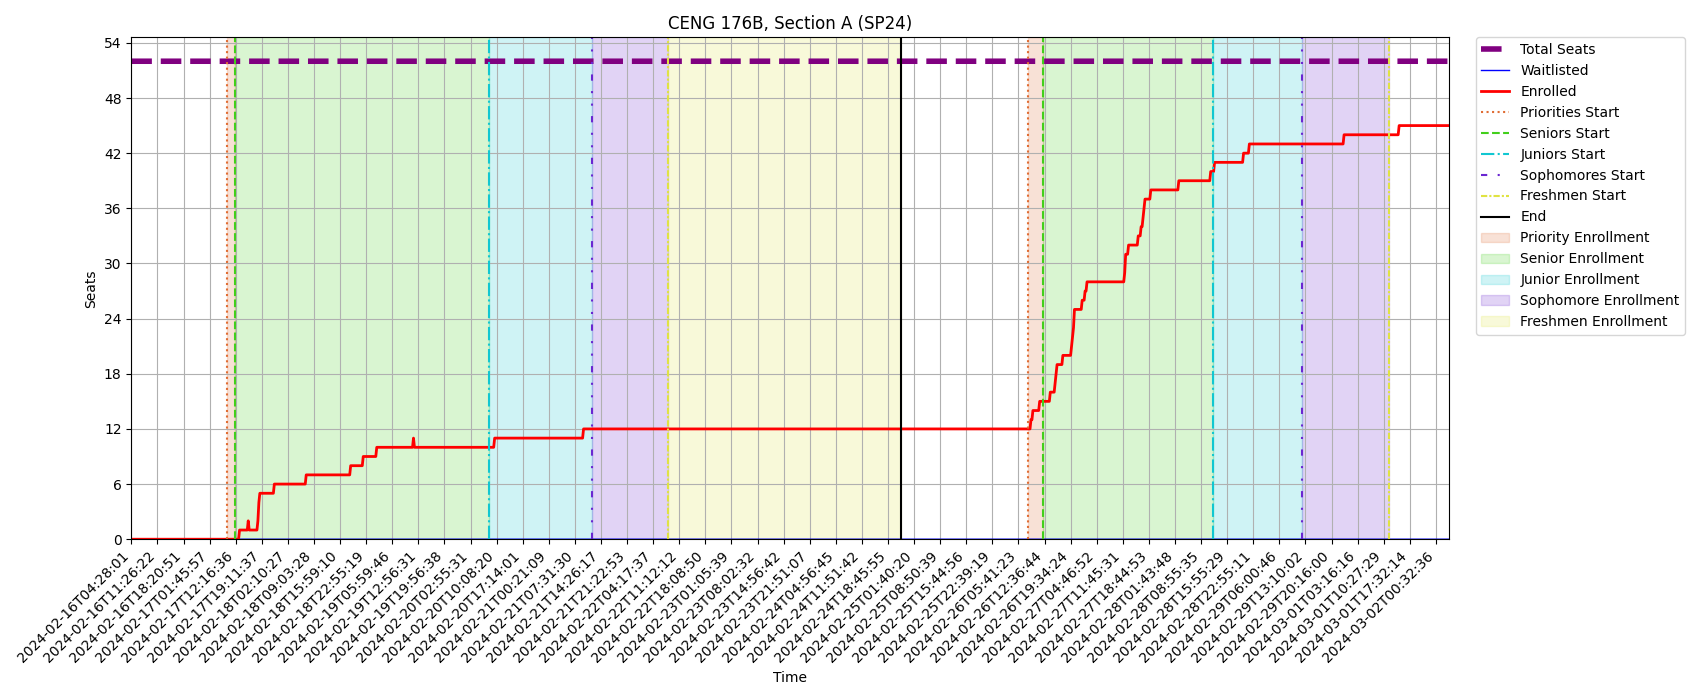 CENG 176B, Section A (SP24)
54
48
42
36
30
24
18
12
6
0
Seats
2024-02-16T04:28:01
2024-02-16T11:26:22
2024-02-16T18:20:51
2024-02-17T01:45:57
2024-02-17T12:16:36
2024-02-17T19:11:37
2024-02-18T02:10:27
2024-02-18T09:03:28
2024-02-18T15:59:10
2024-02-18T22:55:19
2024-02-19T05:59:46
2024-02-19T12:56:31
2024-02-19T19:56:38
2024-02-20T02:55:31
2024-02-20T10:08:20
2024-02-20T17:14:01
2024-02-21T00:21:09
2024-02-21T07:31:30
2024-02-21T14:26:17
2024-02-21T21:22:53
2024-02-22T04:17:37
2024-02-22T11:12:12
2024-02-22T18:08:50
2024-02-23T01:05:39
2024-02-23T08:02:32
2024-02-23T14:56:42
2024-02-23T21:51:07
2024-02-24T04:56:45
2024-02-24T11:51:42
2024-02-24T18:45:55
2024-02-25T01:40:20
2024-02-25T08:50:39
2024-02-25T15:44:56
2024-02-25T22:39:19
2024-02-26T05:41:23
2024-02-26T12:36:44
2024-02-26T19:34:24
2024-02-27T04:46:52
2024-02-27T11:45:31
2024-02-27T18:44:53
2024-02-28T01:43:48
2024-02-28T08:55:35
2024-02-28T15:55:29
2024-02-28T22:55:11
2024-02-29T06:00:46
2024-02-29T13:10:02
2024-02-29T20:16:00
2024-03-01T03:16:16
2024-03-01T10:27:29
2024-03-01T17:32:14
2024-03-02T00:32:36
Time
Total Seats
Waitlisted
Enrolled
Priorities Start
Seniors Start
Juniors Start
Sophomores Start
Freshmen Start
End
Priority Enrollment
Senior Enrollment
Junior Enrollment
Sophomore Enrollment
Freshmen Enrollment